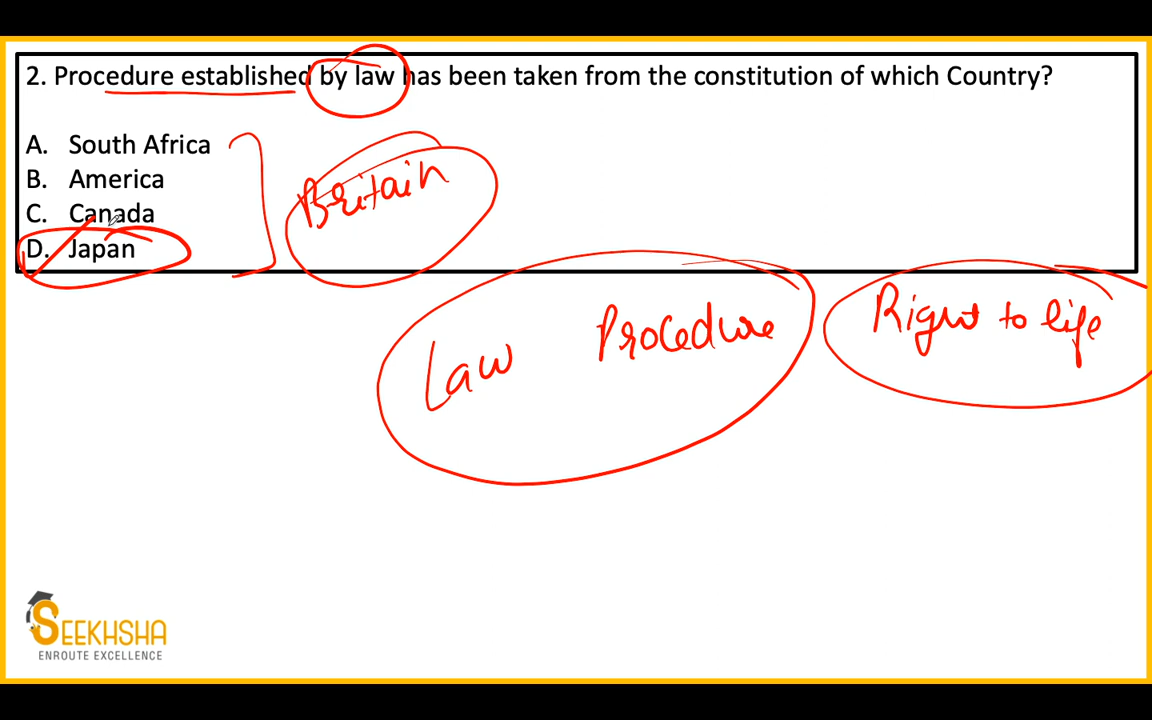 2. Procedure established by law has been taken from the constitution of which Country?
A. South Africa
B. America
C. Canada
D. Japan
Britain
Law Procedure
Right to life
SEEKHSHA
ENROUTE EXCELLENCE